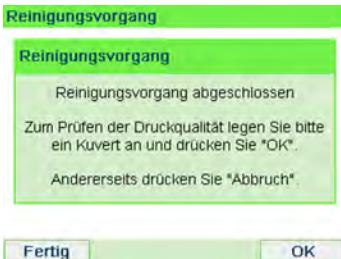 Reinigungsvorgang
Reinigungsvorgang
Reinigungsvorgang abgeschlossen
Zum Prüfen der Druckqualität legen Sie bitte
ein Kuvert an und drücken Sie "OK".
Andererseits drücken Sie "Abbruch".
Fertig
OK